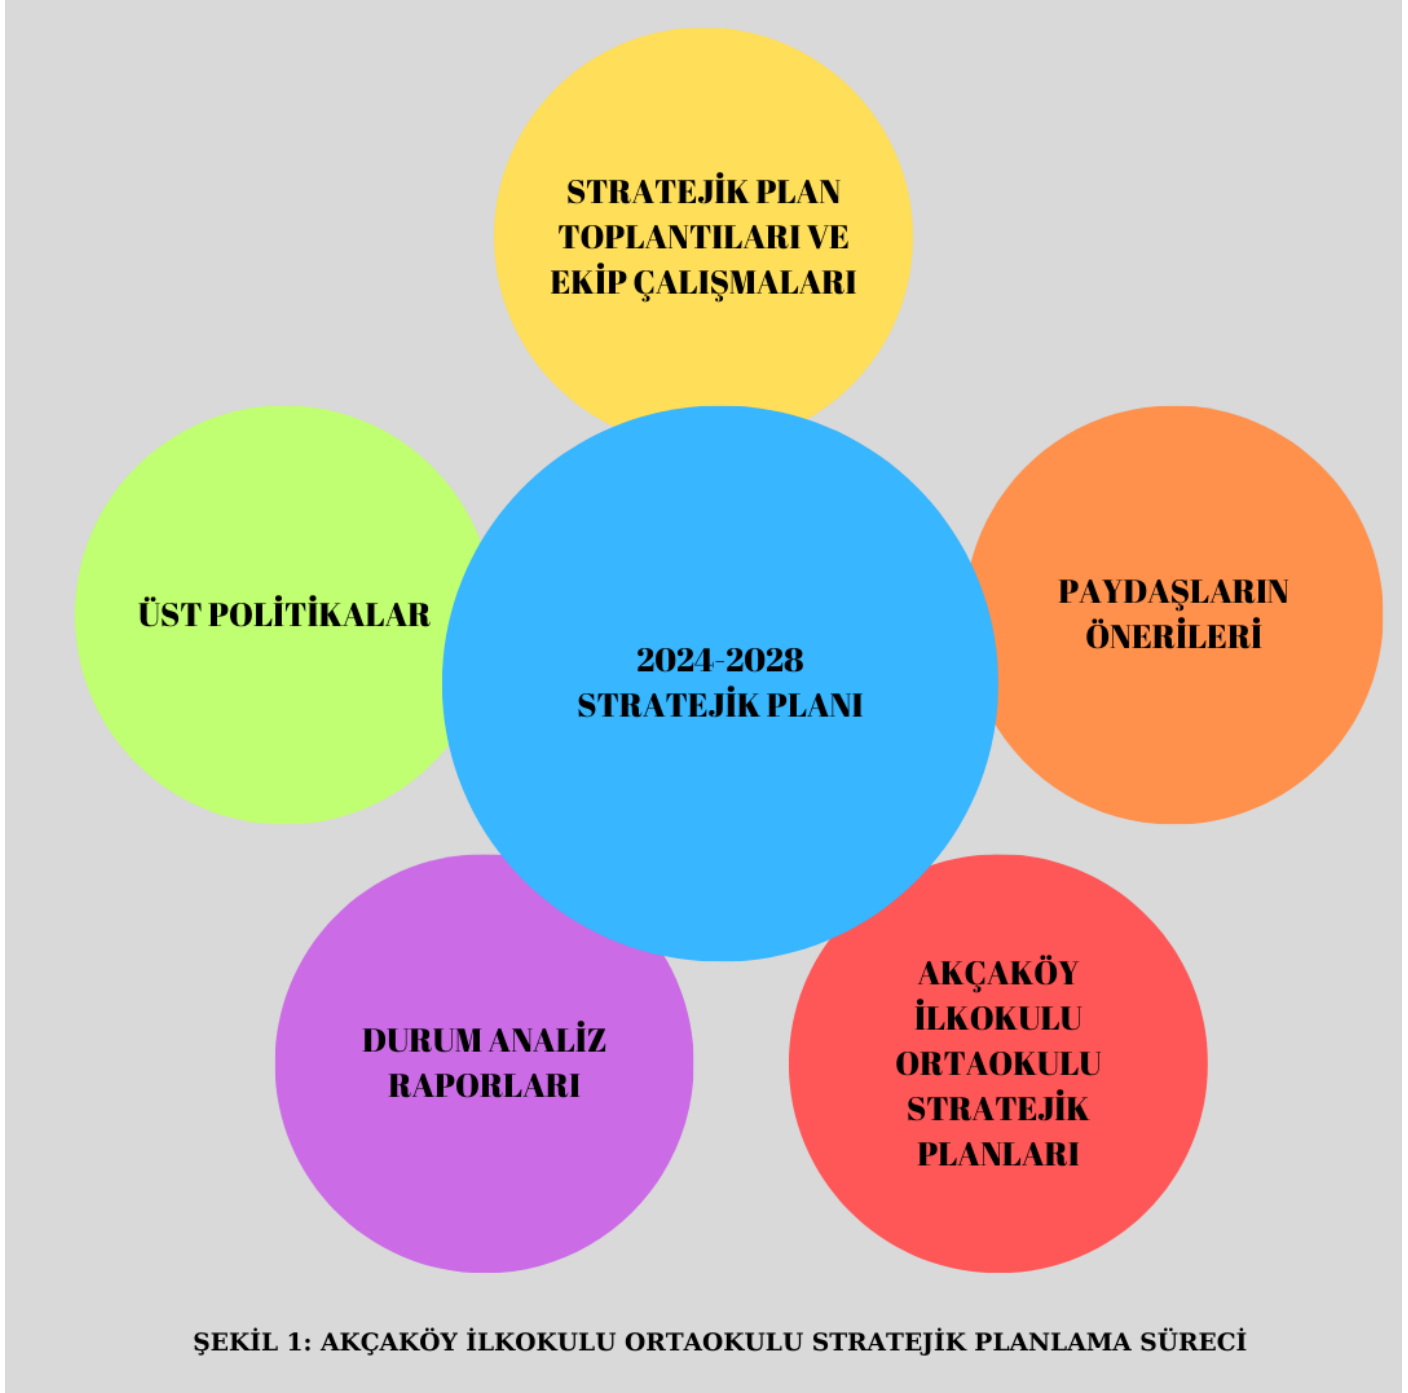 STRATEJİK PLAN
TOPLANTILARI VE
EKİP ÇALIŞMALARI
ÜST POLİTİKALAR
2024-2028
STRATEJİK PLANI
PAYDAŞLARIN
ÖNERİLERİ
DURUM ANALİZ
RAPORLARI
AKÇAKÖY
İLKOKULU
ORTAOKULU
STRATEJİK
PLANLARI
ŞEKİL 1: AKÇAKÖY İLKOKULU ORTAOKULU STRATEJİK PLANLAMA SÜRECİ